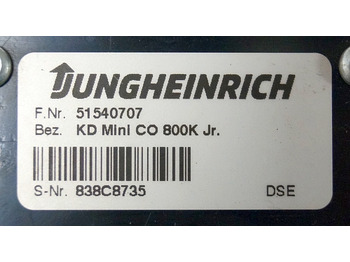 JUNGHEINRICH
F.Nr. 51540707
Bez. KD Mini CO 800K Jr.
S-Nr. 838C8735 DSE